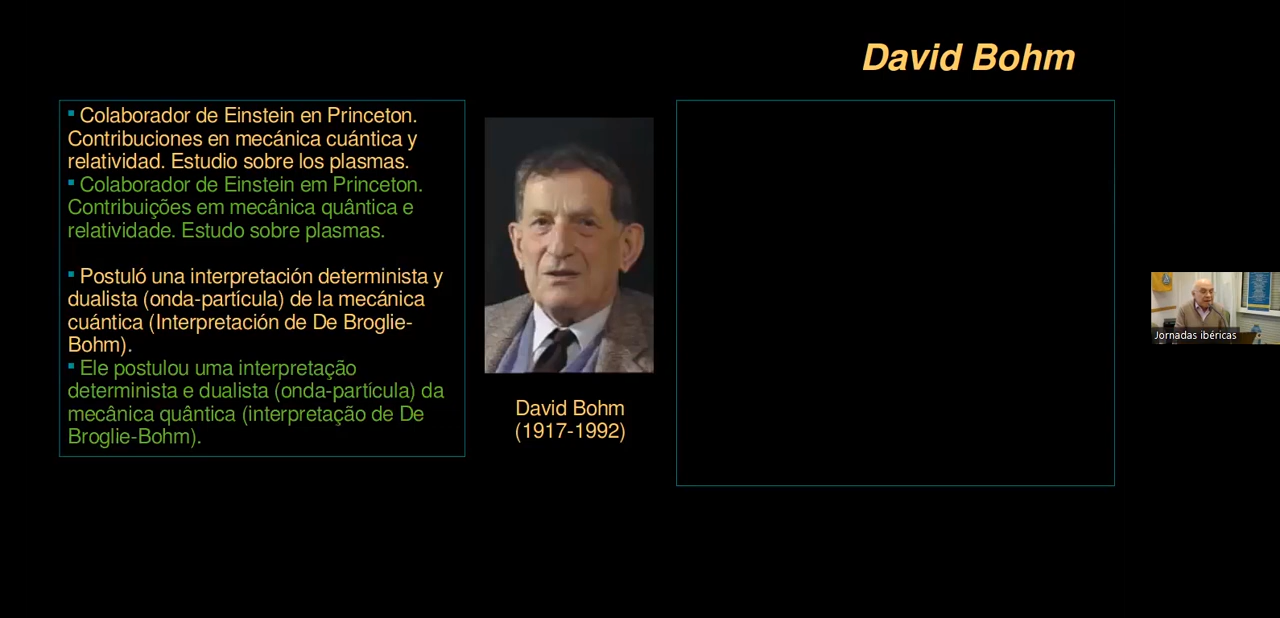 David Bohm
▪ Colaborador de Einstein en Princeton.
Contribuciones en mecánica cuántica y
relatividad. Estudio sobre los plasmas.
▪ Colaborador de Einstein em Princeton.
Contribuições em mecânica quântica e
relatividade. Estudo sobre plasmas.
▪ Postuló una interpretación determinista y
dualista (onda-partícula) de la mecánica
cuántica (Interpretación de De Broglie-
Bohm).
▪ Ele postulou uma interpretação
determinista e dualista (onda-partícula) da
mecânica quântica (interpretação de De
Broglie-Bohm).
David Bohm
(1917-1992)
Jornadas ibéricas